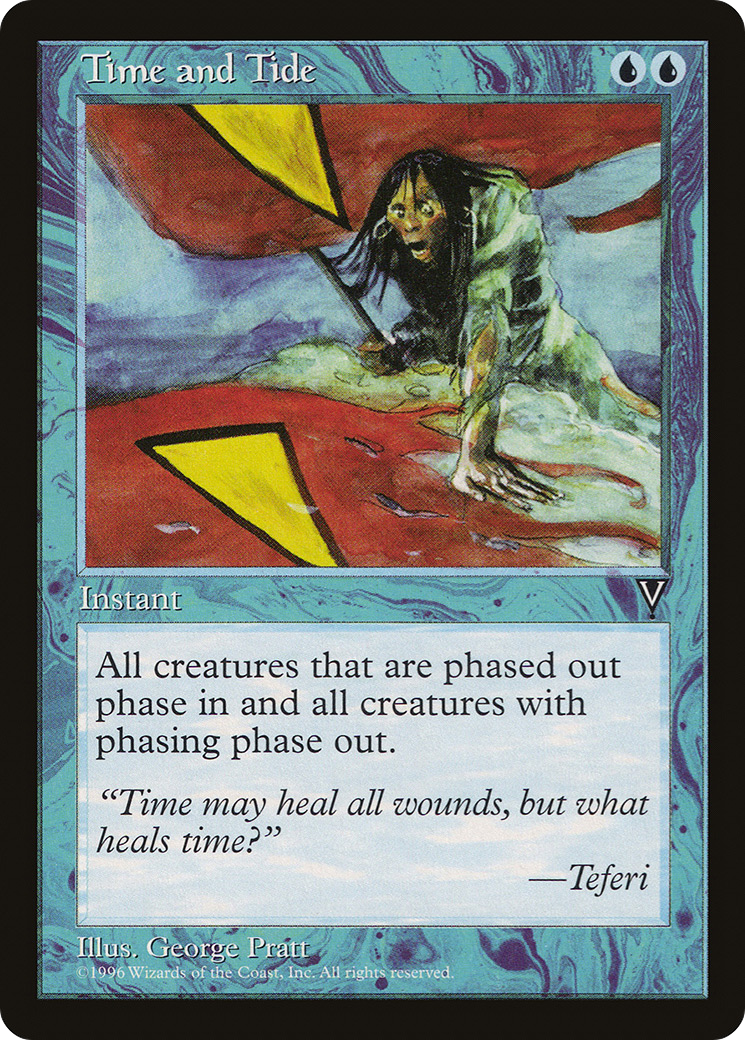 Time and Tide
Instant
All creatures that are phased out
phase in and all creatures with
phasing phase out.
“Time may heal all wounds, but what
heals time?”
—Teferi
Illus. George Pratt
©1996 Wizards of the Coast, Inc. All rights reserved.